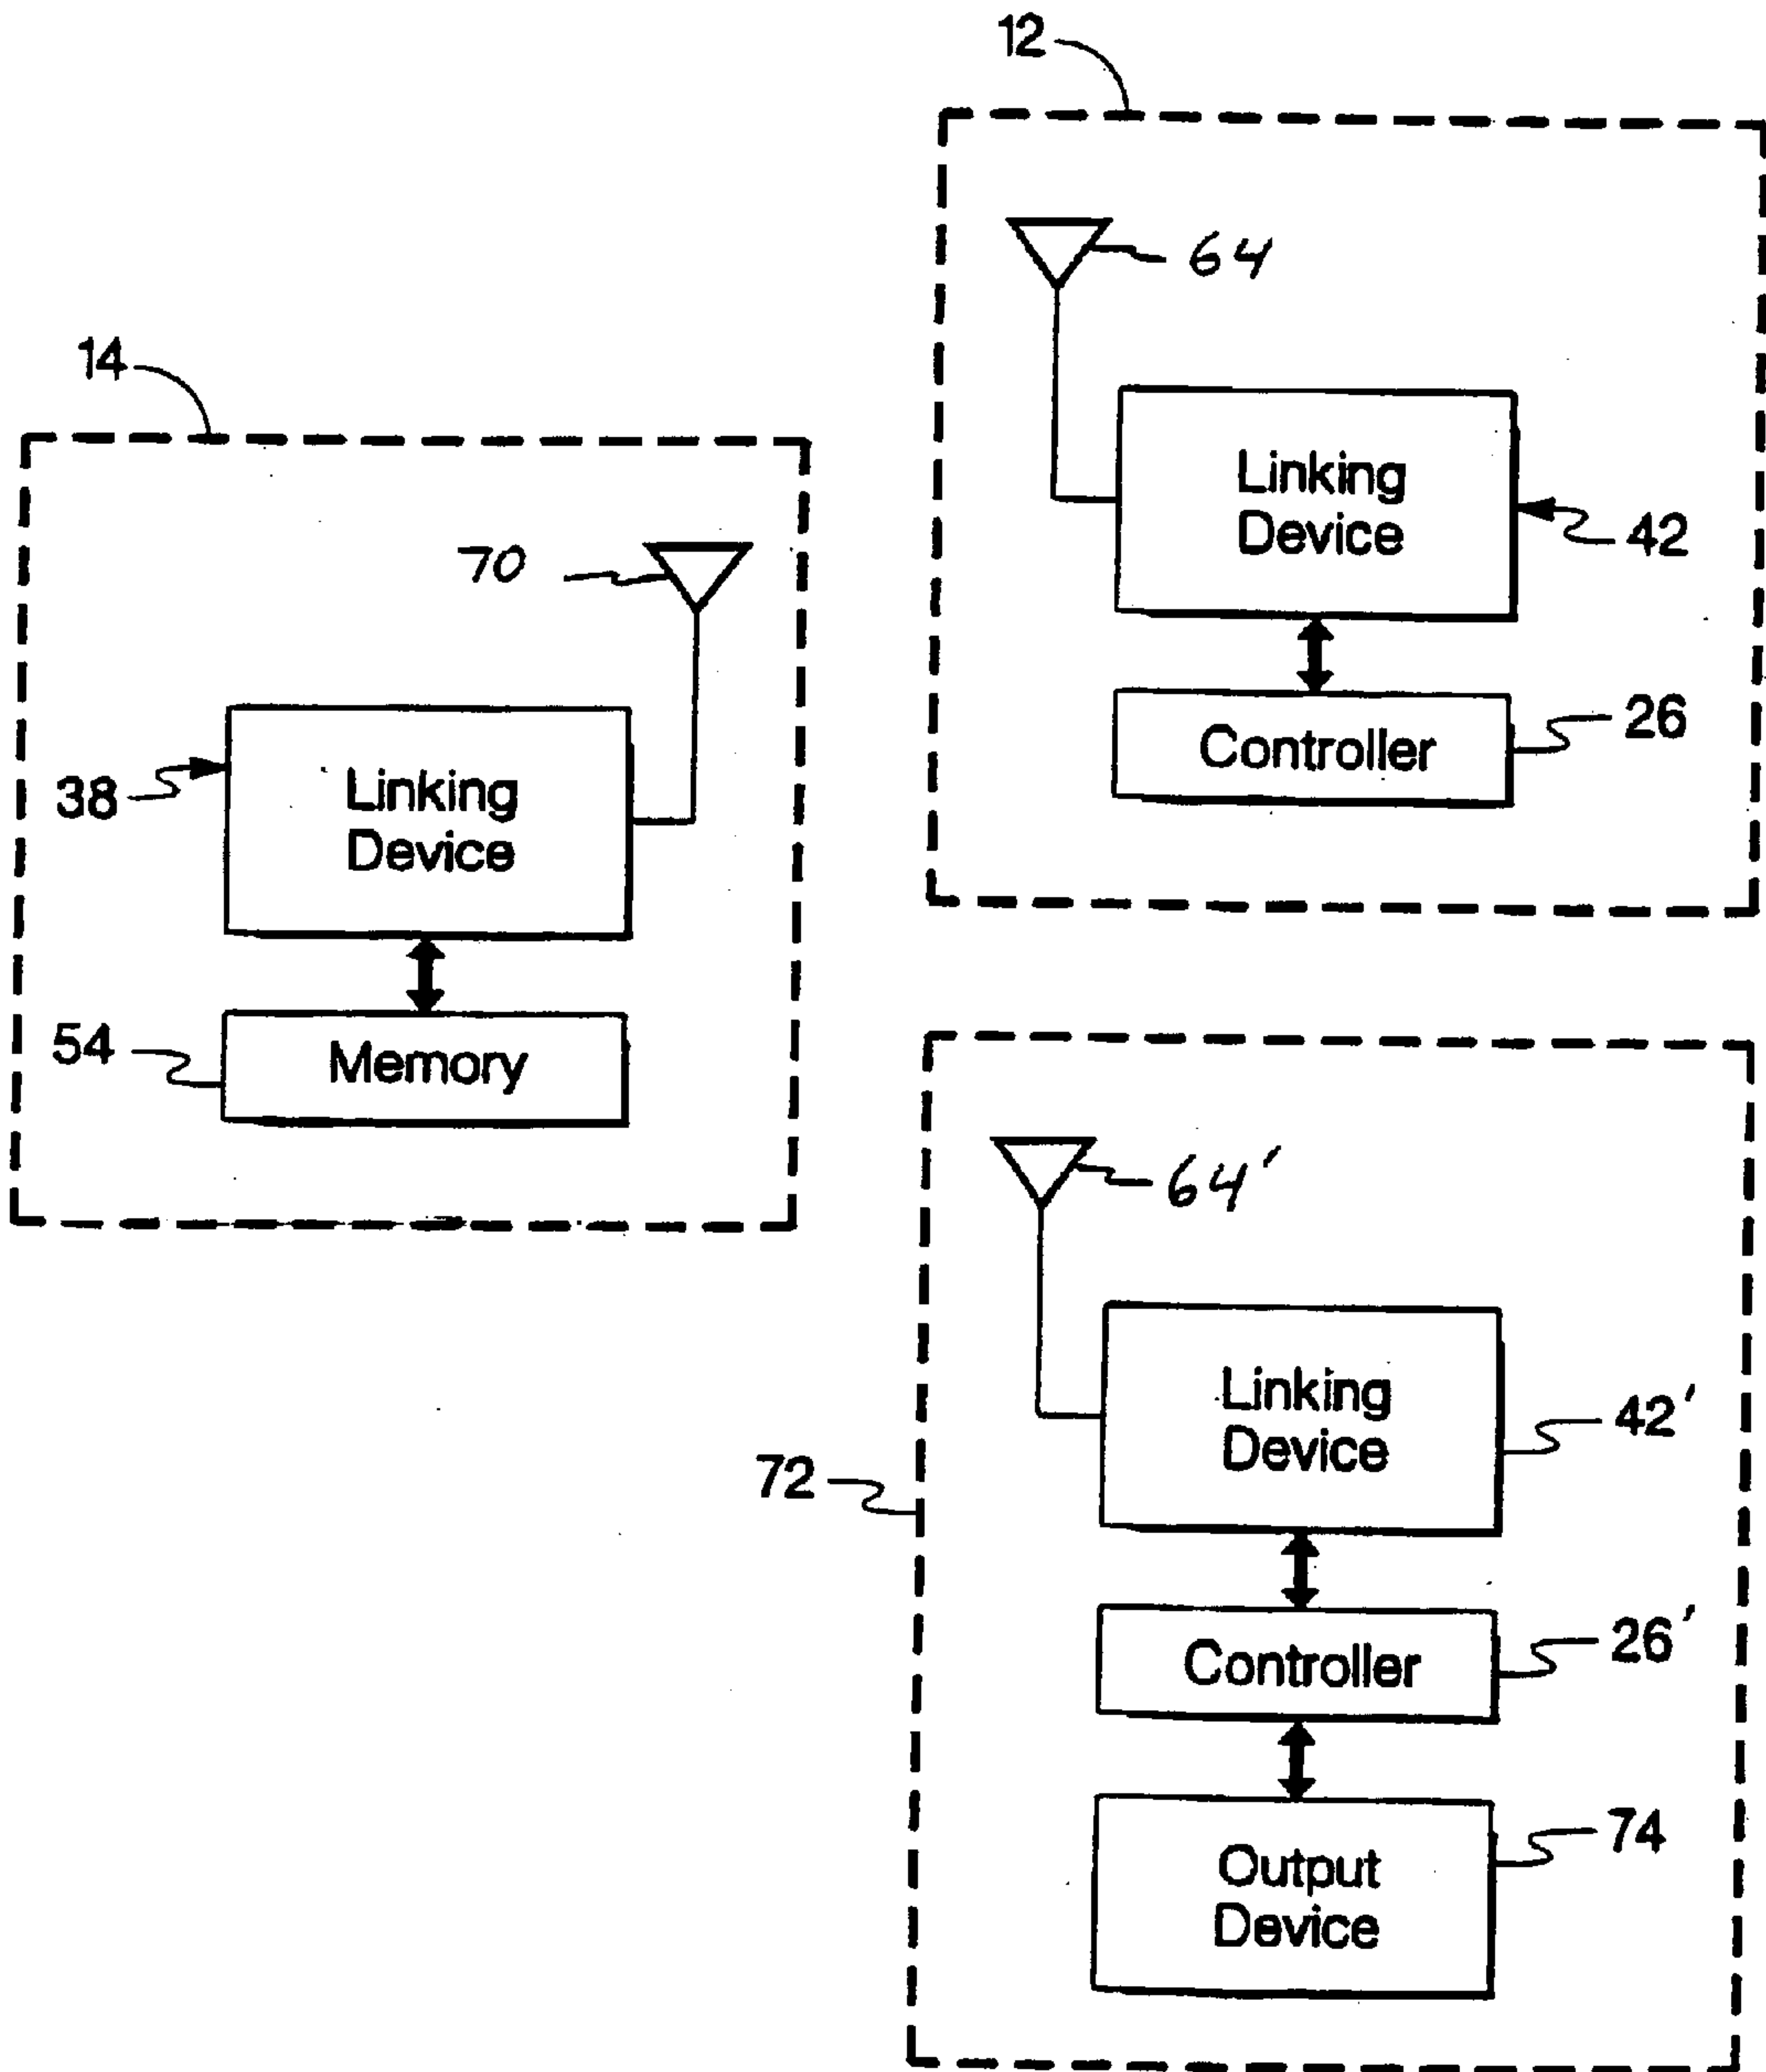 12
64
Linking
Device
42
Controller
26
14
70
38
Linking
Device
54
Memory
64'
Linking
Device
42'
72
Controller
26'
Output
Device
74